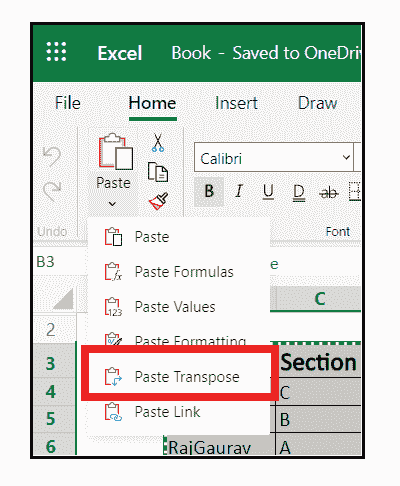 Excel Book - Saved to OneDriv
File Home Insert Draw
Paste
Calibri
B I U D ab
Undo
Font
B3
e
Paste
Paste Formulas
Paste Values
Paste Formatting
Paste Transpose
Paste Link
C
2
3 Section
4 C
5 B
6 RajGaurav A